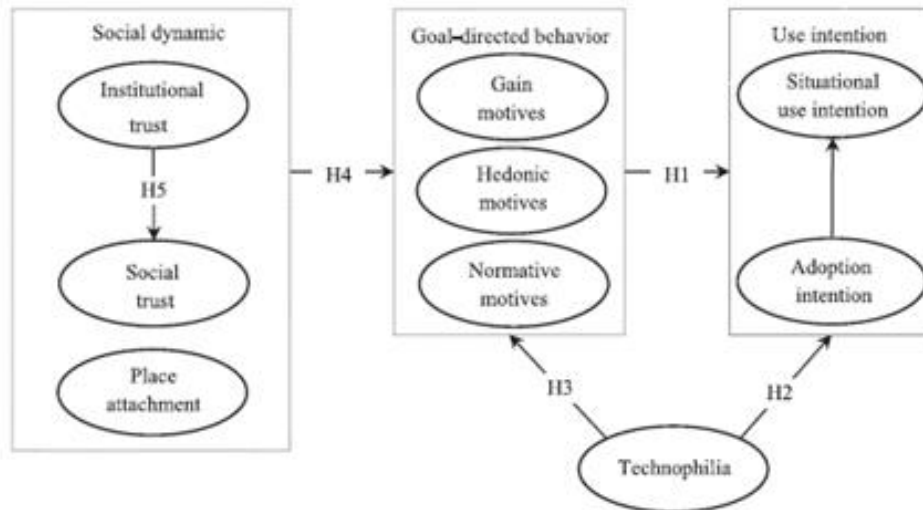 Social dynamic
Institutional
trust
H5
Social
trust
Place
attachment
H4
Goal-directed behavior
Gain
motives
Hedonic
motives
Normative
motives
H1
Use intention
Situational
use intention
Adoption
intention
H3
H2
Technophilia